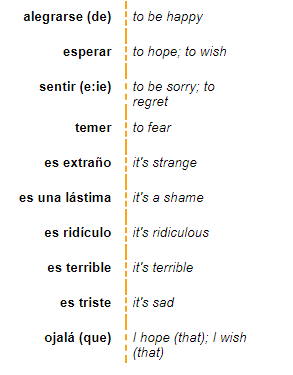 alegrarse (de) to be happy
esperar to hope; to wish
sentir (e:ie) to be sorry; to
regret
temer to fear
es extraño it's strange
es una lástima it's a shame
es ridículo it's ridiculous
es terrible it's terrible
es triste it's sad
ojalá (que) I hope (that); I wish
(that)